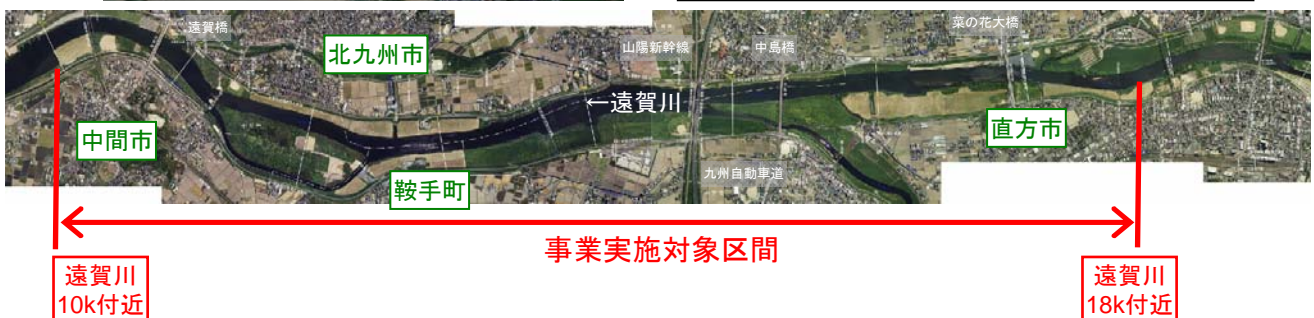 遠賀橋
北九州市
山陽新幹線
中島橋
菜の花大橋
←遠賀川
中間市
直方市
鞍手町
九州自動車道
事業実施対象区間
遠賀川
10k付近
遠賀川
18k付近